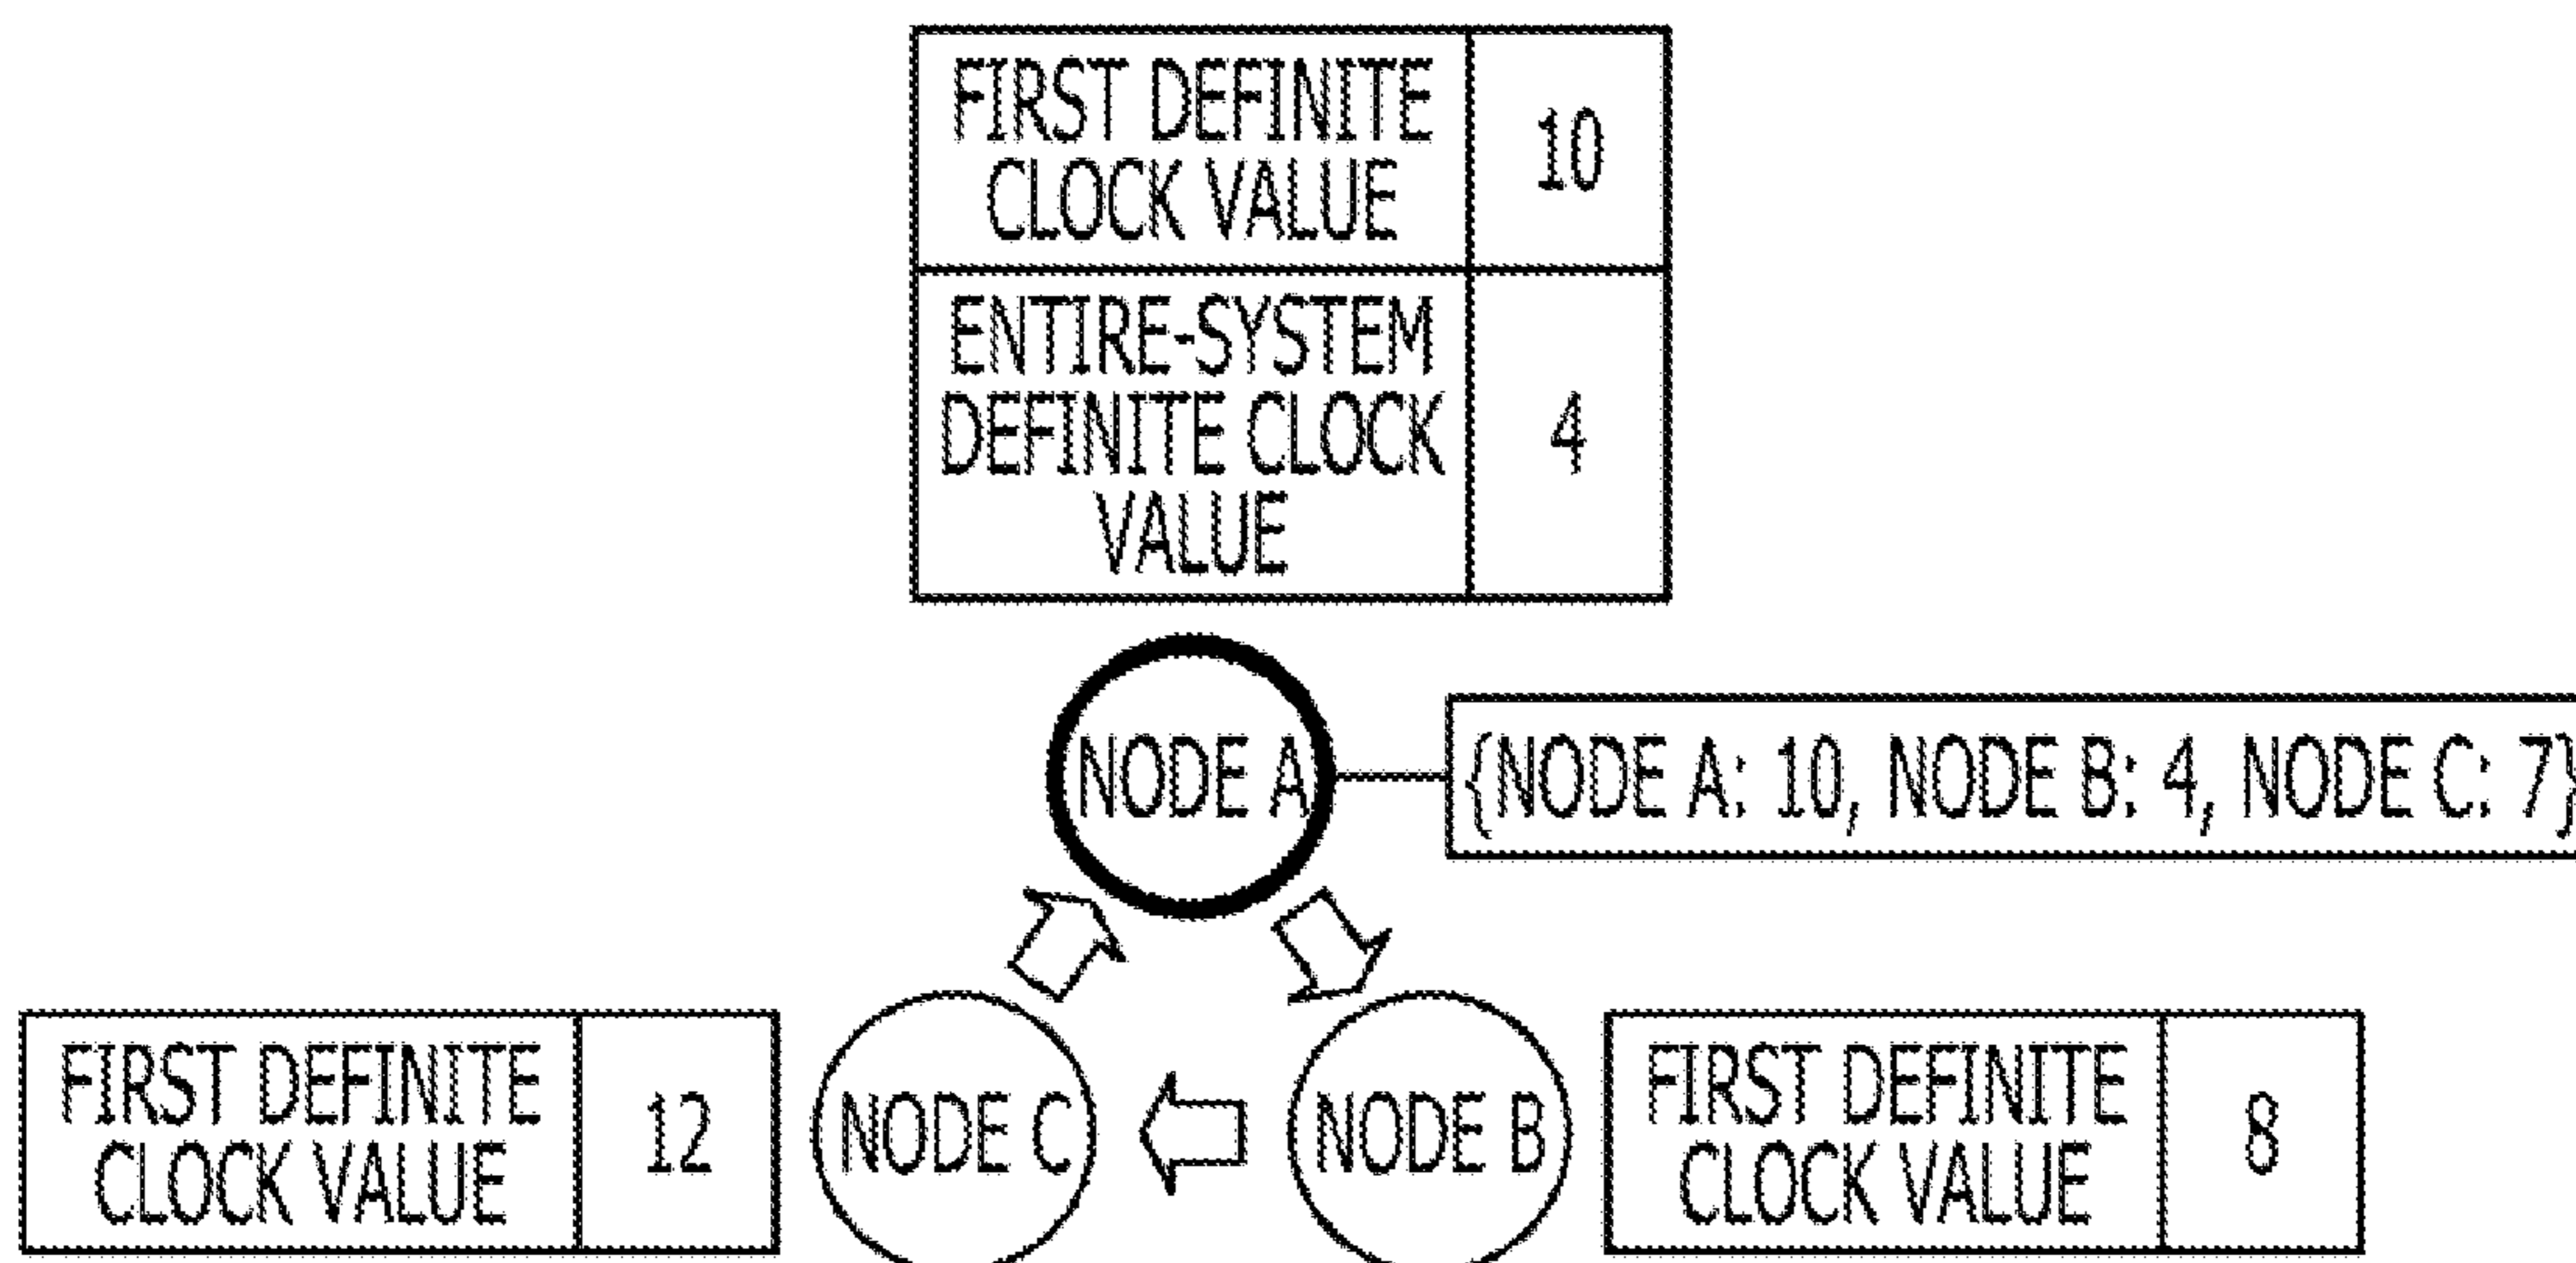 FIRST DEFINITE
CLOCK VALUE
10
ENTIRE-SYSTEM
DEFINITE CLOCK
VALUE
4
NODE A
{NODE A: 10, NODE B: 4, NODE C: 7}
FIRST DEFINITE
CLOCK VALUE
12
NODE C
NODE B
FIRST DEFINITE
CLOCK VALUE
8